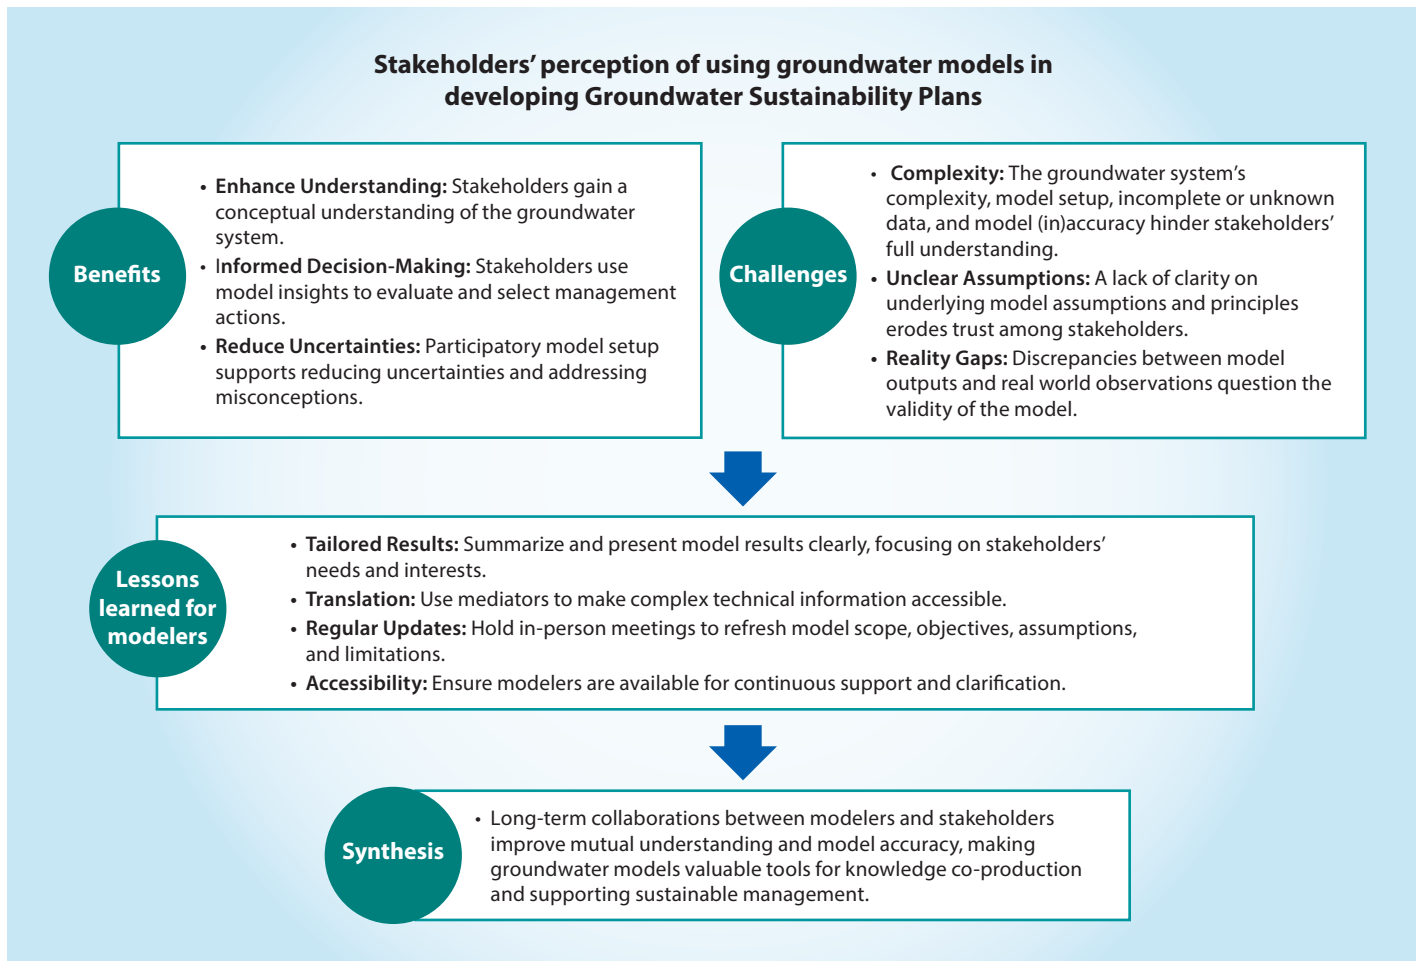 Stakeholders' perception of using groundwater models in
developing Groundwater Sustainability Plans
Benefits
• Enhance Understanding: Stakeholders gain a
conceptual understanding of the groundwater
system.
• Informed Decision-Making: Stakeholders use
model insights to evaluate and select management
actions.
• Reduce Uncertainties: Participatory model setup
supports reducing uncertainties and addressing
misconceptions.
Challenges
• Complexity: The groundwater system's
complexity, model setup, incomplete or unknown
data, and model (in)accuracy hinder stakeholders'
full understanding.
• Unclear Assumptions: A lack of clarity on
underlying model assumptions and principles
erodes trust among stakeholders.
• Reality Gaps: Discrepancies between model
outputs and real world observations question the
validity of the model.
Lessons
learned for
modelers
• Tailored Results: Summarize and present model results clearly, focusing on stakeholders'
needs and interests.
• Translation: Use mediators to make complex technical information accessible.
• Regular Updates: Hold in-person meetings to refresh model scope, objectives, assumptions,
and limitations.
• Accessibility: Ensure modelers are available for continuous support and clarification.
Synthesis
• Long-term collaborations between modelers and stakeholders
improve mutual understanding and model accuracy, making
groundwater models valuable tools for knowledge co-production
and supporting sustainable management.